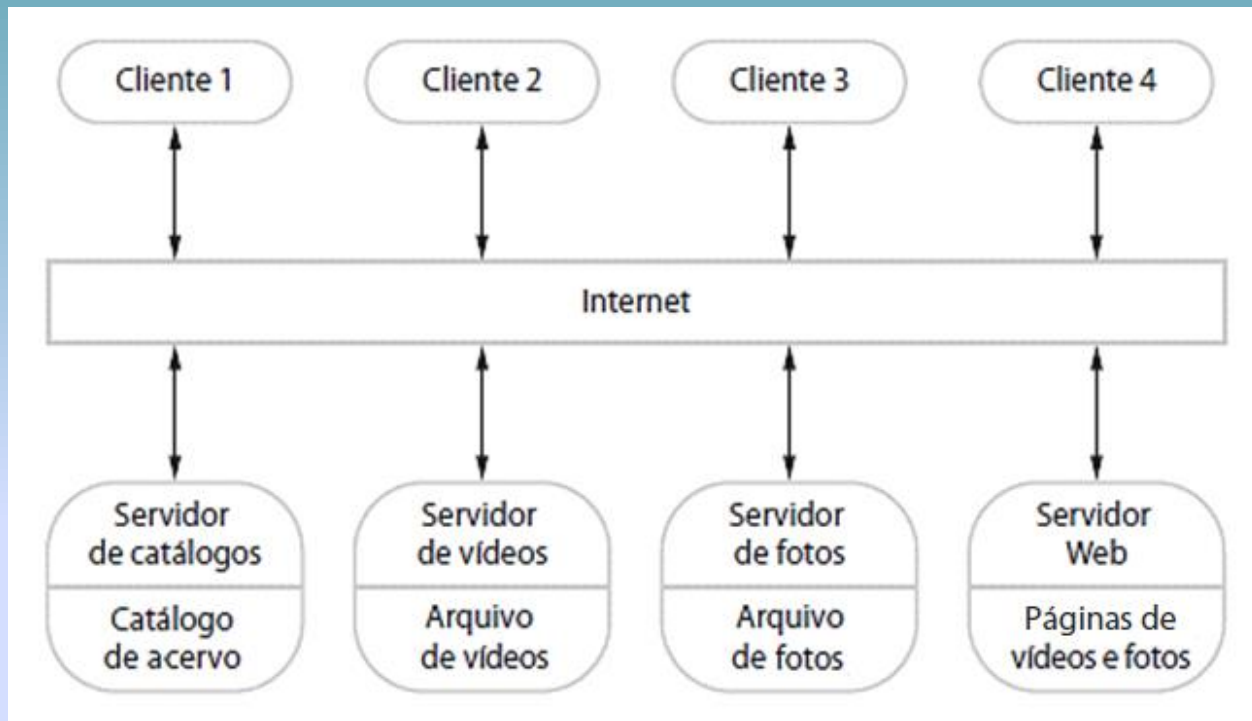 Cliente 1
Cliente 2
Cliente 3
Cliente 4
Internet
Servidor
de catálogos
Catálogo
de acervo
Servidor
de vídeos
Arquivo
de vídeos
Servidor
de fotos
Arquivo
de fotos
Servidor
Web
Páginas de
vídeos e fotos